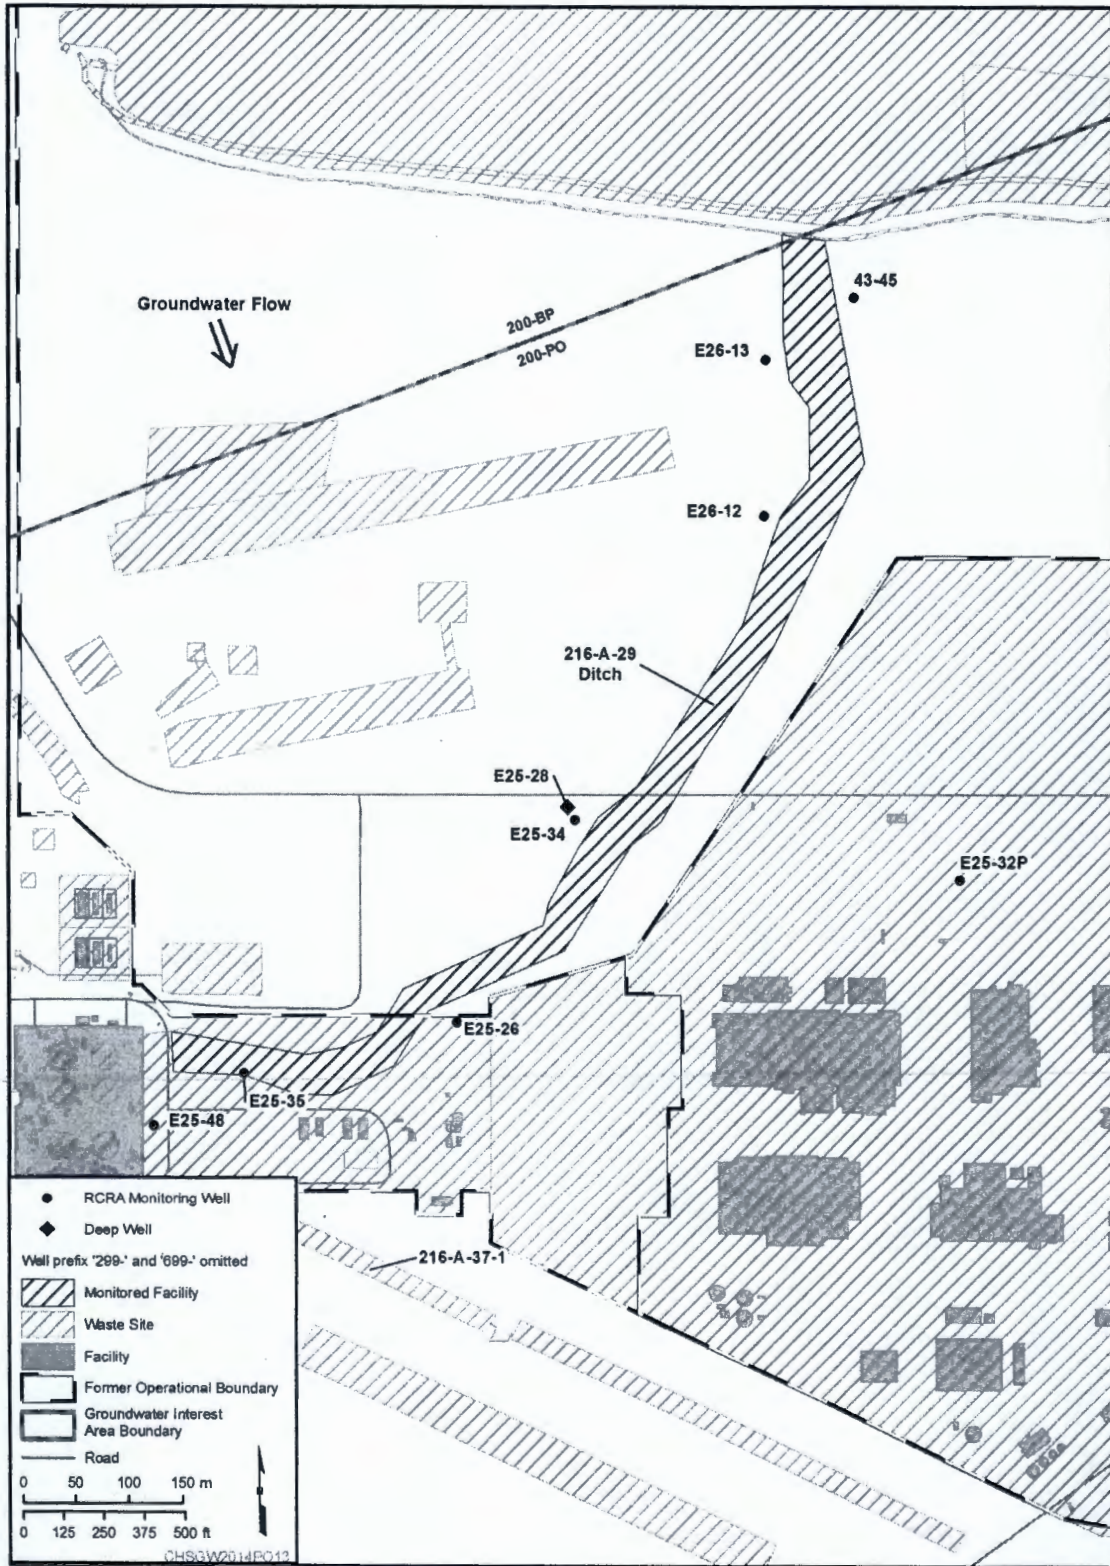 Groundwater Flow
200-BP
200-PO
43-45
E26-13
E26-12
216-A-29
Ditch
E25-28
E25-34
E25-32P
E25-26
E25-35
E25-48
216-A-37-1
RCRA Monitoring Well
Deep Well
Well prefix '299-' and '699-' omitted
Monitored Facility
Waste Site
Facility
Former Operational Boundary
Groundwater Interest
Area Boundary
Road
0 50 100 150 m
0 125 250 375 500 ft
CHSGW2014PO13